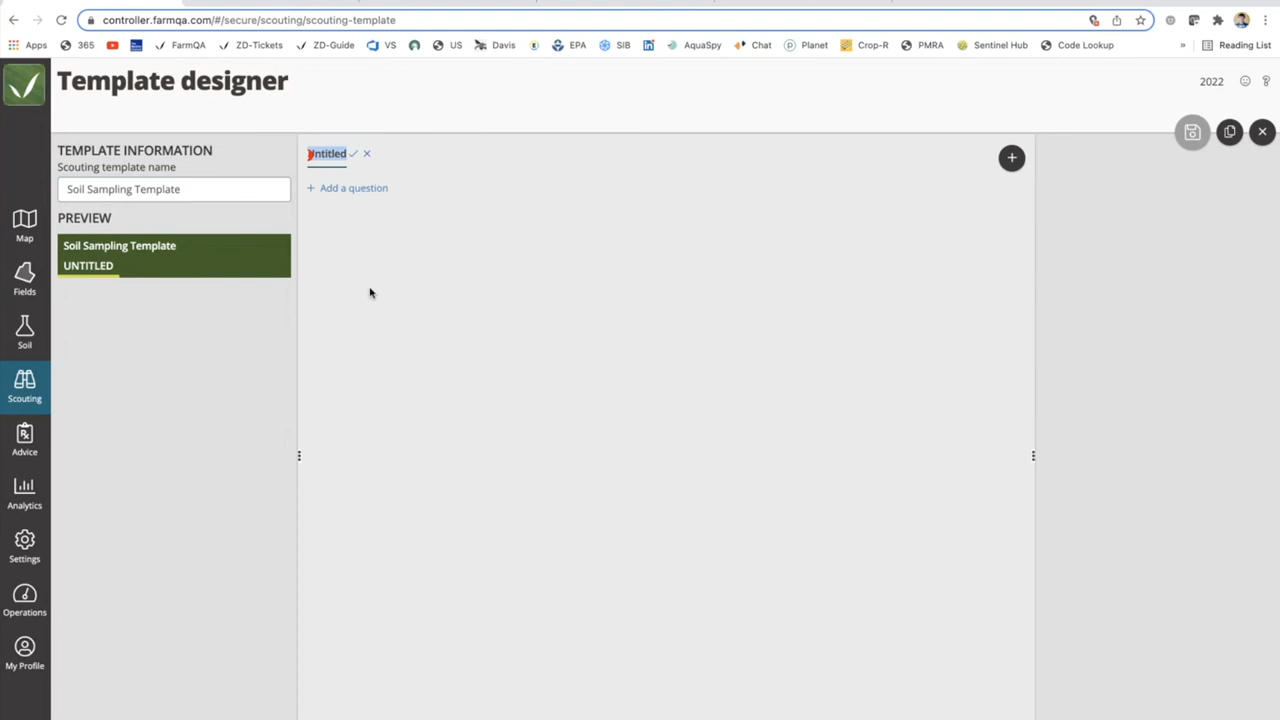 controller.farmqa.com/#/secure/scouting/scouting-template
Apps 365 FarmQA ZD-Tickets ZD-Guide VS US Davis EPA SIB AquaSpy Chat Planet Crop-R PMRA Sentinel Hub Code Lookup » Reading List
Template designer
2022
TEMPLATE INFORMATION
Scouting template name
Soil Sampling Template
PREVIEW
Soil Sampling Template
UNTITLED
Untitled
+ Add a question
Map
Fields
Soil
Scouting
Advice
Analytics
Settings
Operations
My Profile